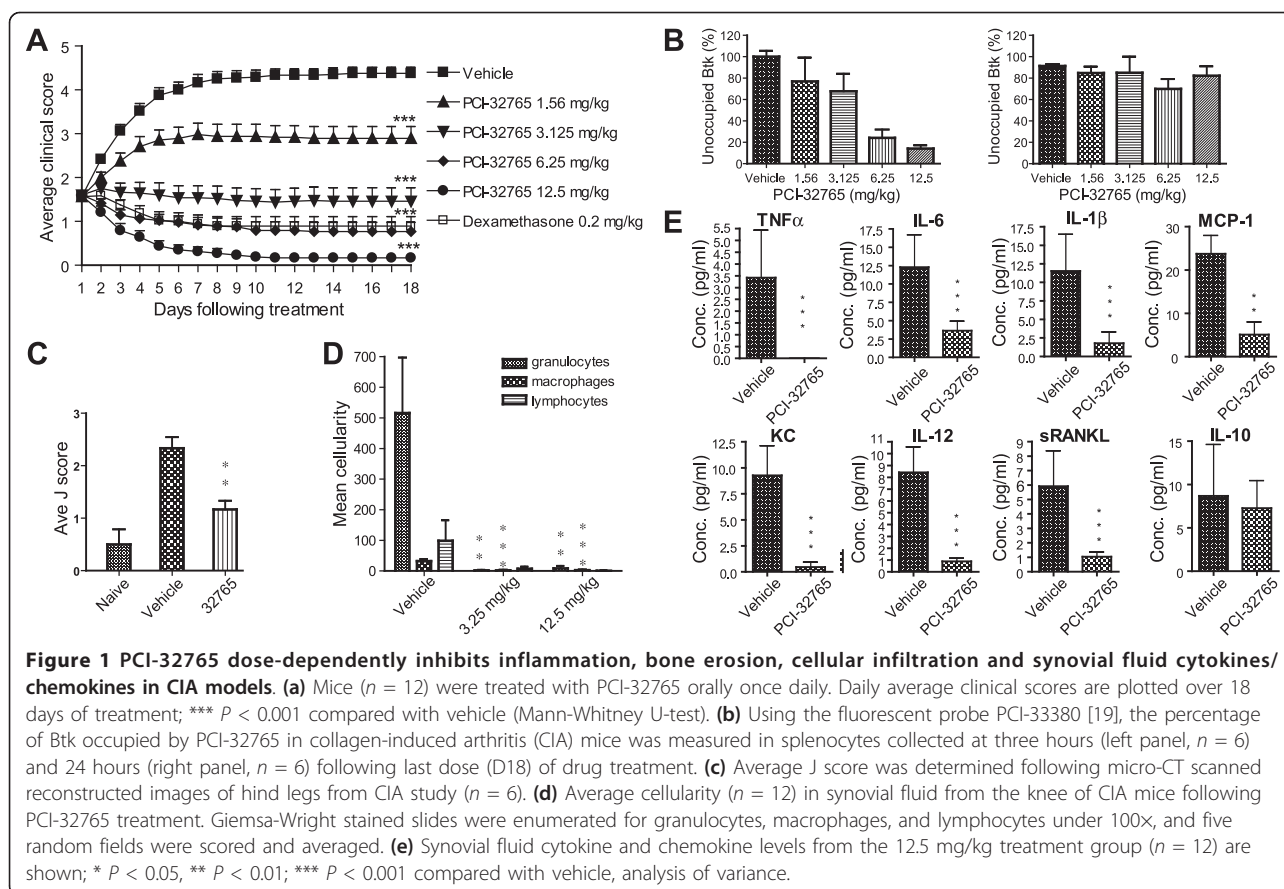 A
5
4
3
2
1
0
Average clinical score
1 2 3 4 5 6 7 8 9 10 11 12 13 14 15 16 18
Days following treatment
Vehicle
PCI-32765 1.56 mg/kg
PCI-32765 3.125 mg/kg
PCI-32765 6.25 mg/kg
PCI-32765 12.5 mg/kg
Dexamethasone 0.2 mg/kg
***
***
***
***
B
Unoccupied Btk (%)
120
100
80
60
40
20
0
Vehicle 1.56 3.125 6.25 12.5
PCI-32765 (mg/kg)
Unoccupied Btk (%)
120
100
80
60
40
20
0
Vehicle 1.56 3.125 6.25 12.5
PCI-32765 (mg/kg)
C
Ave J score
3
2
1
0
**
Naive Vehicle 32765
D
Mean cellularity
700
600
500
400
300
200
100
0
granulocytes
macrophages
lymphocytes
** *** ** ***
Vehicle 3.25 mg/kg 12.5 mg/kg
E
TNFα
Conc. (pg/ml)
5.5
5.0
4.5
4.0
3.5
3.0
2.5
2.0
1.5
1.0
0.5
0.0
***
Vehicle PCI-32765
IL-6
Conc. (pg/ml)
17.5
15.0
12.5
10.0
7.5
5.0
2.5
0.0
***
Vehicle PCI-32765
IL-1β
Conc. (pg/ml)
17.5
15.0
12.5
10.0
7.5
5.0
2.5
0.0
***
Vehicle PCI-32765
MCP-1
Conc. (pg/ml)
30
20
10
0
**
Vehicle PCI-32765
KC
Conc. (pg/ml)
12.5
10.0
7.5
5.0
2.5
0.0
***
Vehicle PCI-32765
IL-12
Conc. (pg/ml)
11
10
9
8
7
6
5
4
3
2
1
0
***
Vehicle PCI-32765
sRANKL
Conc. (pg/ml)
9
8
7
6
5
4
3
2
1
0
***
Vehicle PCI-32765
IL-10
Conc. (pg/ml)
15
10
5
0
Vehicle PCI-32765
Figure 1 PCI-32765 dose-dependently inhibits inflammation, bone erosion, cellular infiltration and synovial fluid cytokines/
chemokines in CIA models. (a) Mice (n = 12) were treated with PCI-32765 orally once daily. Daily average clinical scores are plotted over 18
days of treatment; *** P < 0.001 compared with vehicle (Mann-Whitney U-test). (b) Using the fluorescent probe PCI-33380 [19], the percentage
of Btk occupied by PCI-32765 in collagen-induced arthritis (CIA) mice was measured in splenocytes collected at three hours (left panel, n = 6)
and 24 hours (right panel, n = 6) following last dose (D18) of drug treatment. (c) Average J score was determined following micro-CT scanned
reconstructed images of hind legs from CIA study (n = 6). (d) Average cellularity (n = 12) in synovial fluid from the knee of CIA mice following
PCI-32765 treatment. Giemsa-Wright stained slides were enumerated for granulocytes, macrophages, and lymphocytes under 100×, and five
random fields were scored and averaged. (e) Synovial fluid cytokine and chemokine levels from the 12.5 mg/kg treatment group (n = 12) are
shown; * P < 0.05, ** P < 0.01; *** P < 0.001 compared with vehicle, analysis of variance.